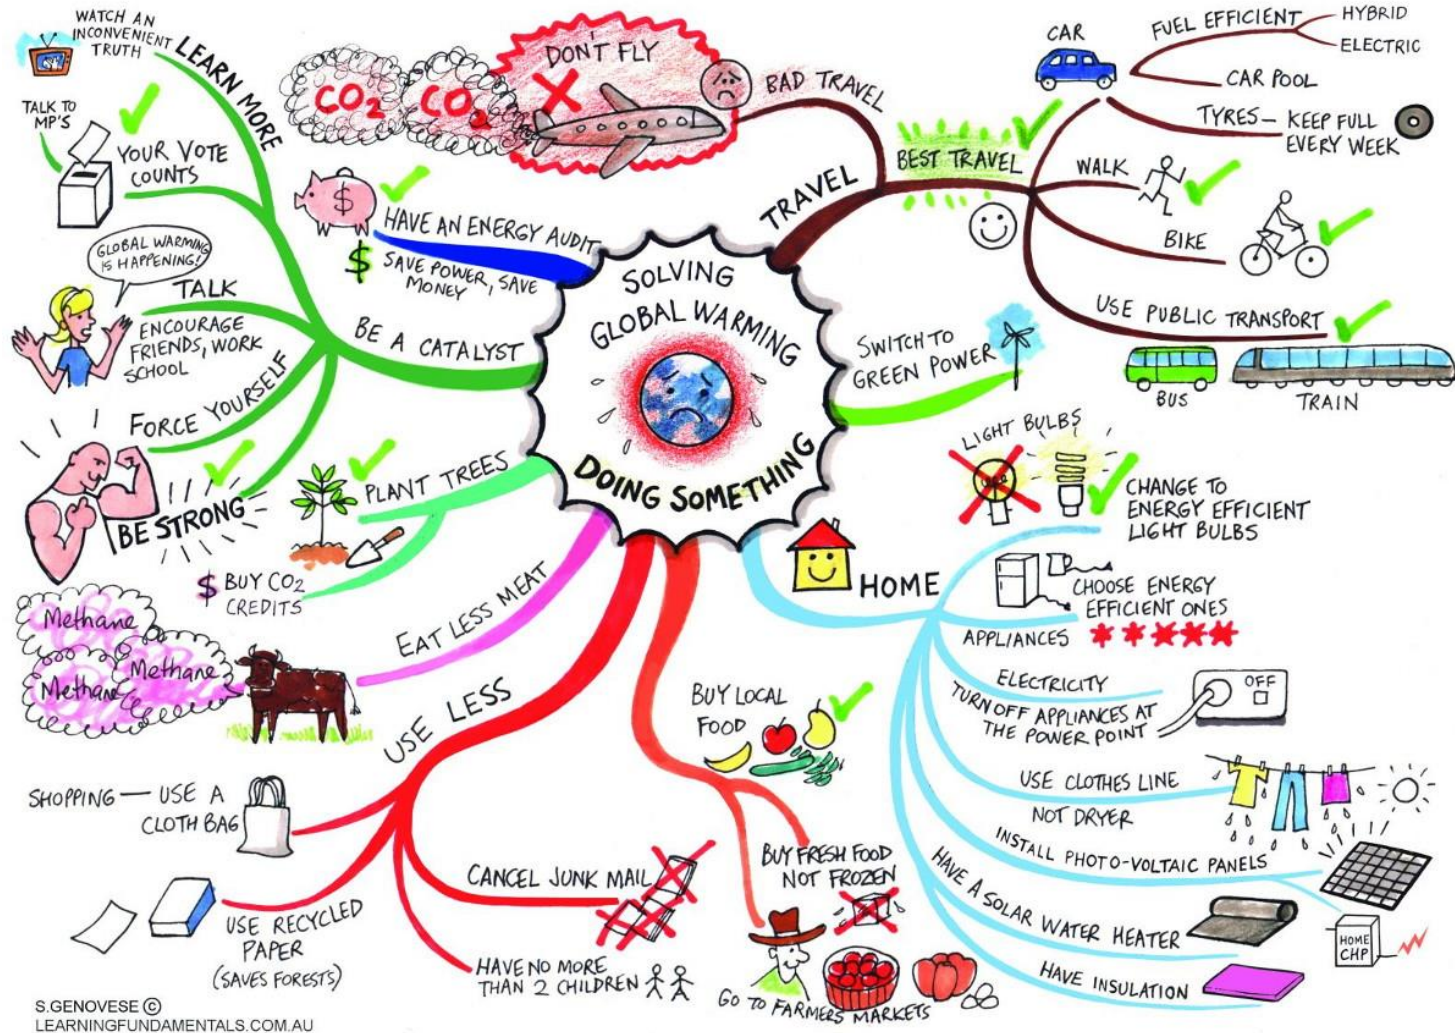 SOLVING
GLOBAL WARMING
DOING SOMETHING
TRAVEL
BAD TRAVEL
DON'T FLY
CO2
CO2
BEST TRAVEL
CAR
FUEL EFFICIENT
HYBRID
ELECTRIC
CAR POOL
TYRES — KEEP FULL
EVERY WEEK
WALK
BIKE
USE PUBLIC TRANSPORT
BUS
TRAIN
SWITCH TO
GREEN POWER
HOME
LIGHT BULBS
CHANGE TO
ENERGY EFFICIENT
LIGHT BULBS
CHOOSE ENERGY
EFFICIENT ONES
APPLIANCES
ELECTRICITY
TURN OFF APPLIANCES AT
THE POWER POINT
OFF
USE CLOTHES LINE
NOT DRYER
INSTALL PHOTO-VOLTAIC PANELS
HOME
CHP
HAVE A SOLAR WATER HEATER
HAVE INSULATION
BUY LOCAL
FOOD
BUY FRESH FOOD
NOT FROZEN
GO TO FARMERS MARKETS
USE LESS
SHOPPING — USE A
CLOTH BAG
USE RECYCLED
PAPER
(SAVES FORESTS)
CANCEL JUNK MAIL
HAVE NO MORE
THAN 2 CHILDREN
EAT LESS MEAT
Methane
Methane
Methane
PLANT TREES
$ BUY CO2
CREDITS
BE A CATALYST
LEARN MORE
WATCH AN
INCONVENIENT
TRUTH
TALK TO
MP'S
YOUR VOTE
COUNTS
TALK
GLOBAL WARMING
IS HAPPENING!
ENCOURAGE
FRIENDS, WORK
SCHOOL
FORCE YOURSELF
BE STRONG
$
HAVE AN ENERGY AUDIT
$ SAVE POWER, SAVE
MONEY
S.GENOVESE ©
LEARNINGFUNDAMENTALS.COM.AU